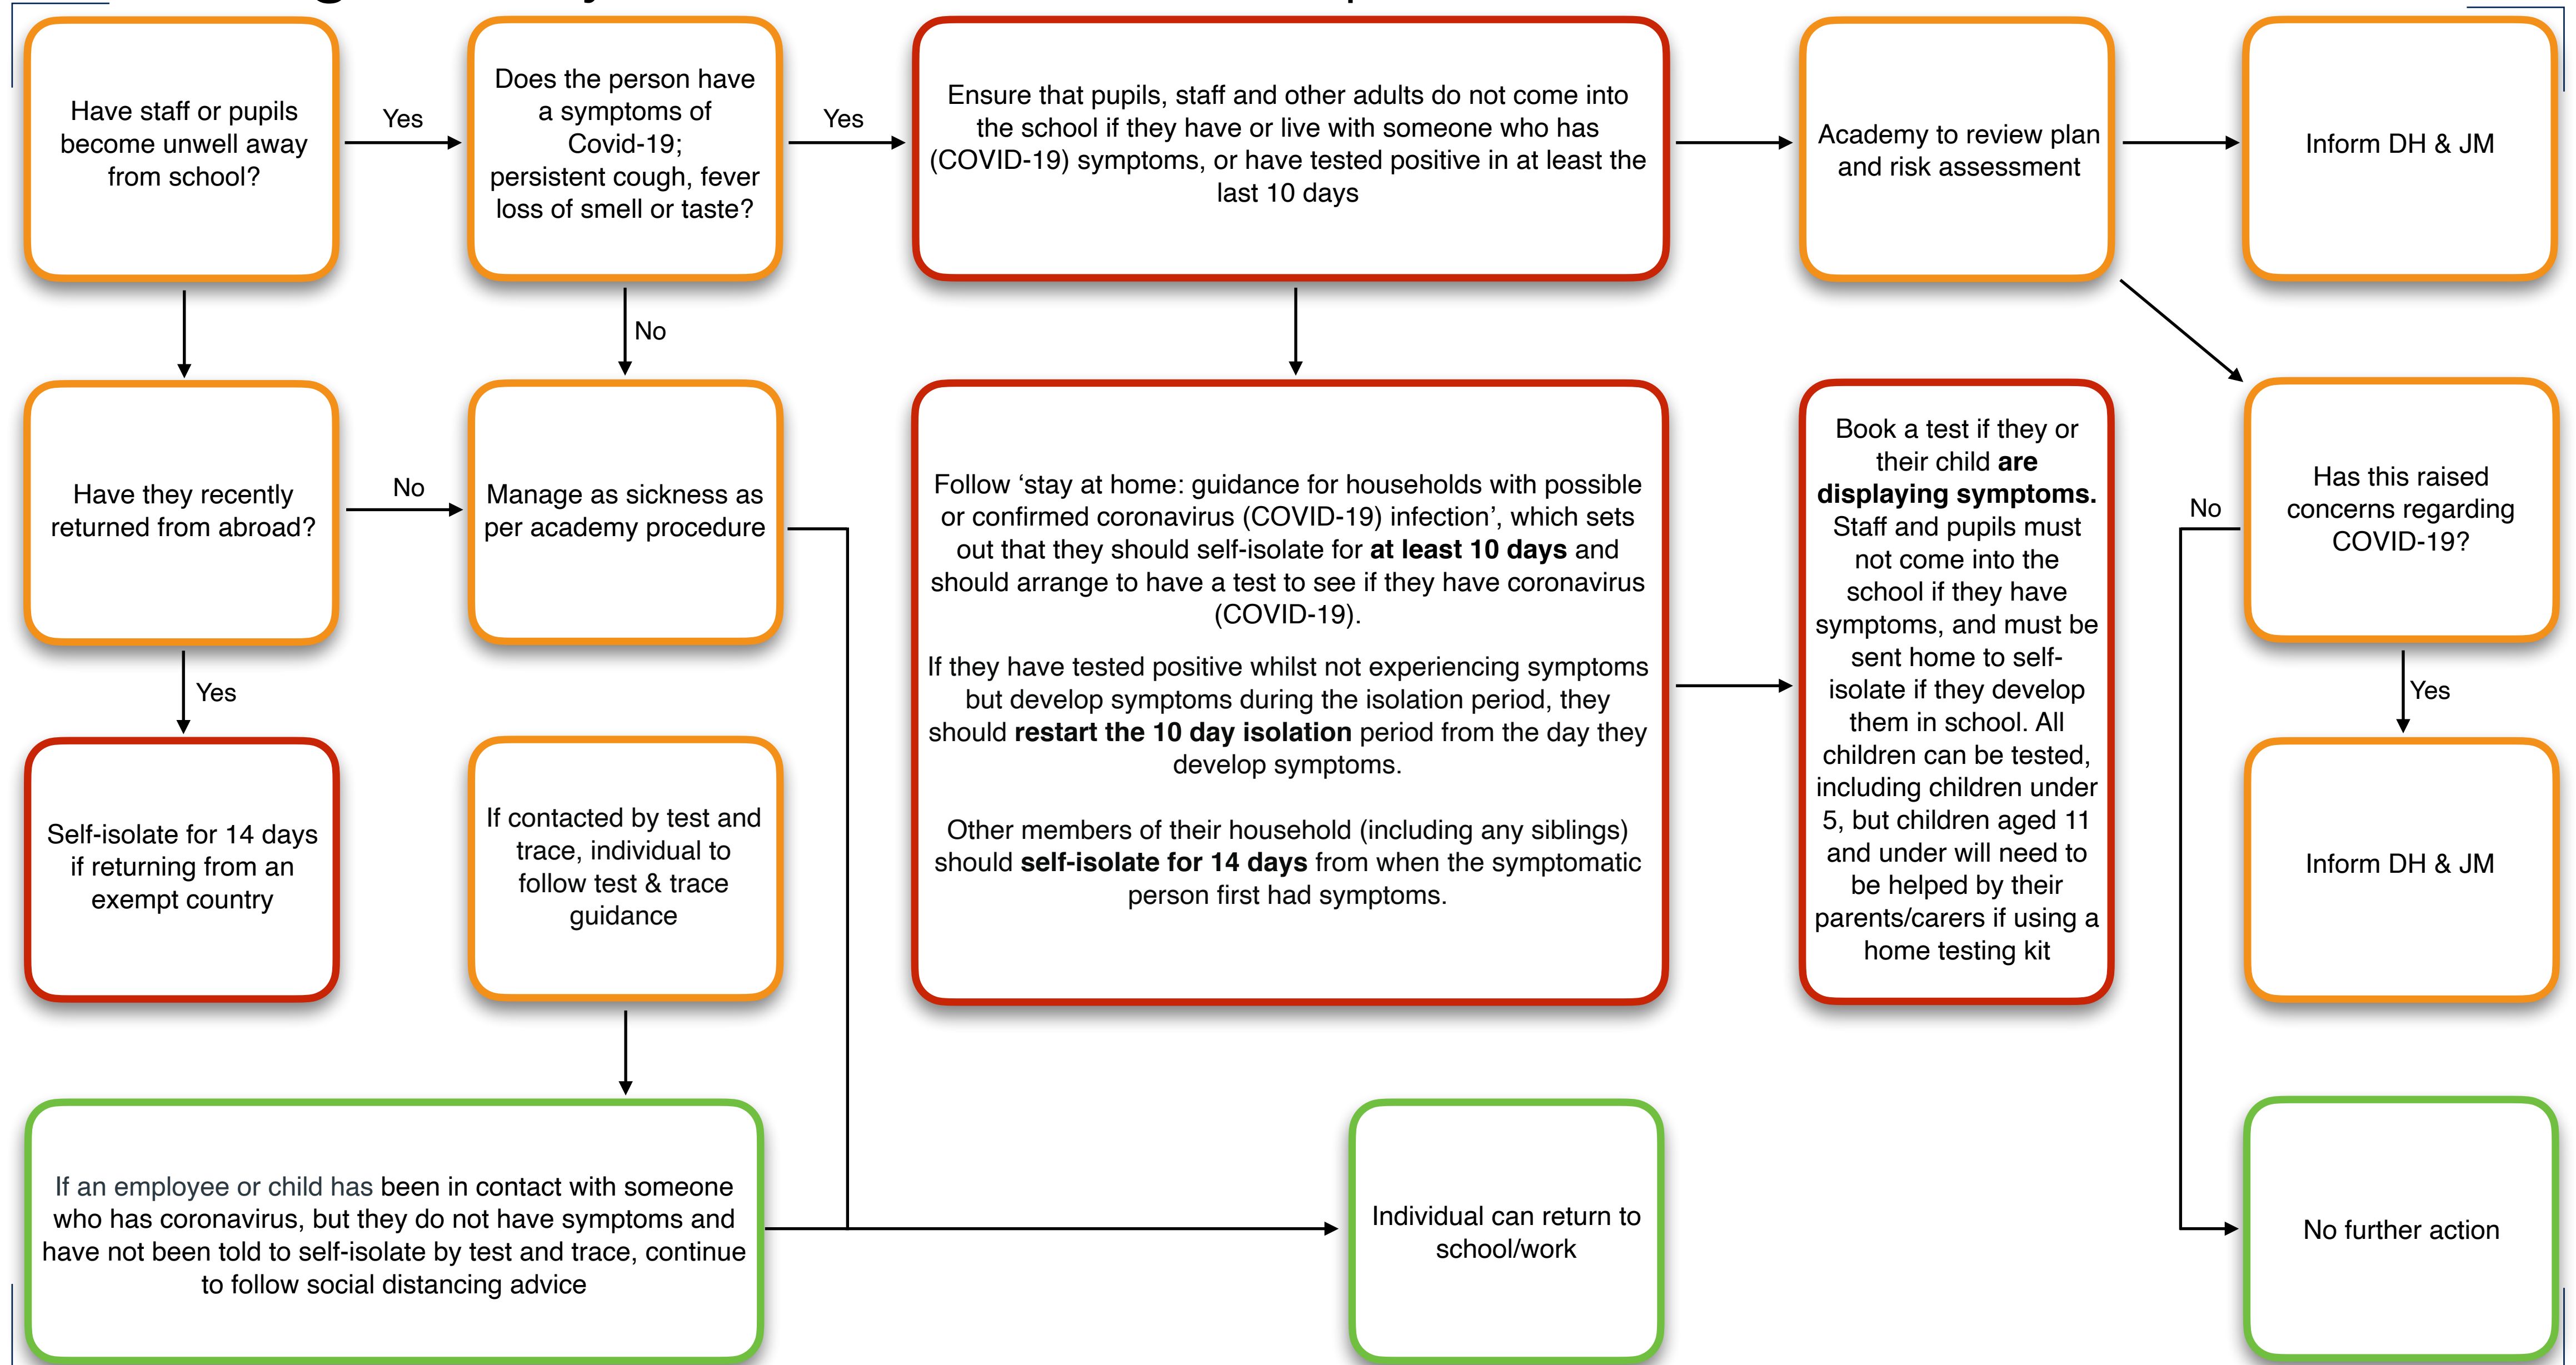 Have staff or pupils
become unwell away
from school?
Yes
Does the person have
a symptoms of
Covid-19;
persistent cough, fever
loss of smell or taste?
Yes
Ensure that pupils, staff and other adults do not come into
the school if they have or live with someone who has
(COVID-19) symptoms, or have tested positive in at least the
last 10 days
Academy to review plan
and risk assessment
Inform DH & JM
No
Have they recently
returned from abroad?
No
Manage as sickness as
per academy procedure
Follow ‘stay at home: guidance for households with possible
or confirmed coronavirus (COVID-19) infection’, which sets
out that they should self-isolate for at least 10 days and
should arrange to have a test to see if they have coronavirus
(COVID-19).
If they have tested positive whilst not experiencing symptoms
but develop symptoms during the isolation period, they
should restart the 10 day isolation period from the day they
develop symptoms.
Other members of their household (including any siblings)
should self-isolate for 14 days from when the symptomatic
person first had symptoms.
Book a test if they or
their child are
displaying symptoms.
Staff and pupils must
not come into the
school if they have
symptoms, and must be
sent home to self-
isolate if they develop
them in school. All
children can be tested,
including children under
5, but children aged 11
and under will need to
be helped by their
parents/carers if using a
home testing kit
No
Has this raised
concerns regarding
COVID-19?
Yes
Yes
Self-isolate for 14 days
if returning from an
exempt country
If contacted by test and
trace, individual to
follow test & trace
guidance
Inform DH & JM
If an employee or child has been in contact with someone
who has coronavirus, but they do not have symptoms and
have not been told to self-isolate by test and trace, continue
to follow social distancing advice
Individual can return to
school/work
No further action